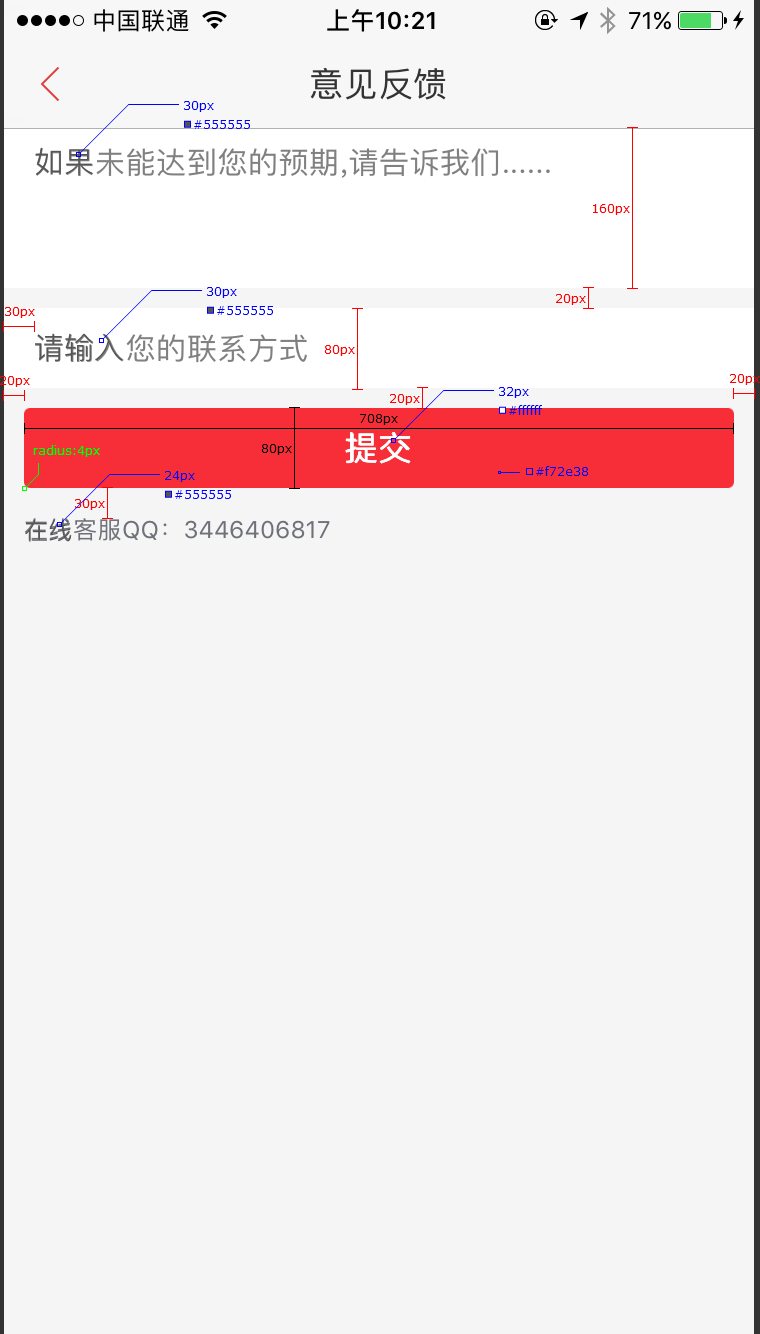 中国联通 上午10:21 71%
意见反馈
30px
#555555
如果未能达到您的预期,请告诉我们......
160px
30px
20px
#555555
30px
请输入您的联系方式
80px
20px
20px
20px
32px
#ffffff
708px
80px
提交
radius:4px
#f72e38
24px
#555555
30px
在线客服QQ：3446406817